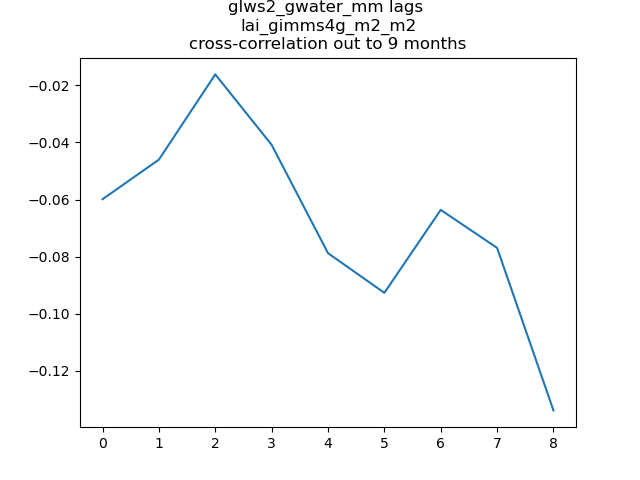 glws2_gwater_mm lags
lai_gimms4g_m2_m2
cross-correlation out to 9 months
−0.02
−0.04
−0.06
−0.08
−0.10
−0.12
0 1 2 3 4 5 6 7 8